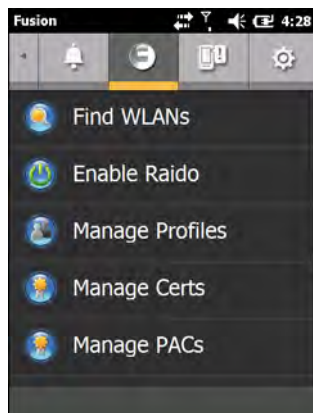 Fusion 4:28
Find WLANs
Enable Raido
Manage Profiles
Manage Certs
Manage PACs